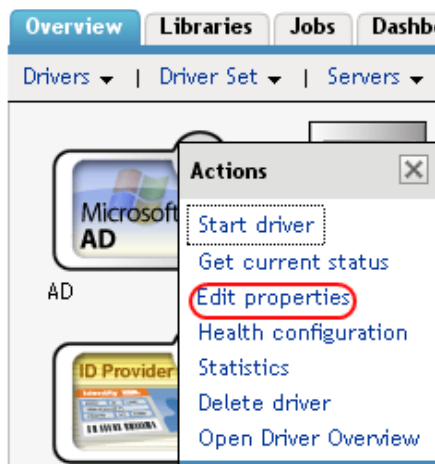 Overview Libraries Jobs
Drivers | Driver Set | Servers
Actions
Microsoft
AD
Start driver
Get current status
AD
Edit properties
Health configuration
ID Provider
Statistics
Identify
Delete driver
Open Driver Overview